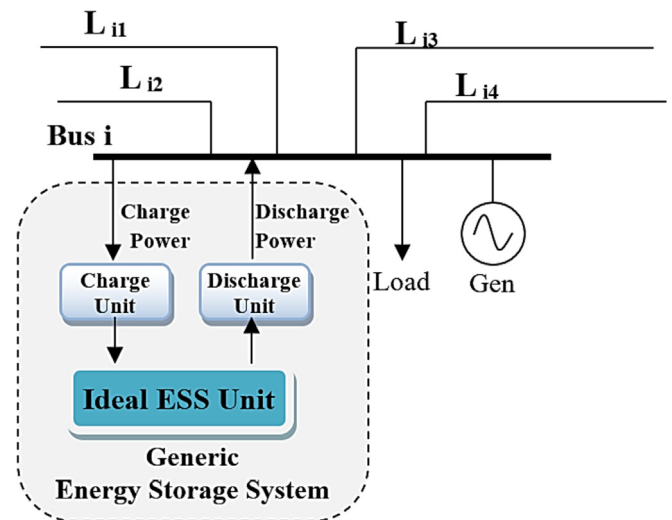 L i1
L i3
L i2
L i4
Bus i
Charge
Power
Discharge
Power
Charge
Unit
Discharge
Unit
Load
Gen
Ideal ESS Unit
Generic
Energy Storage System